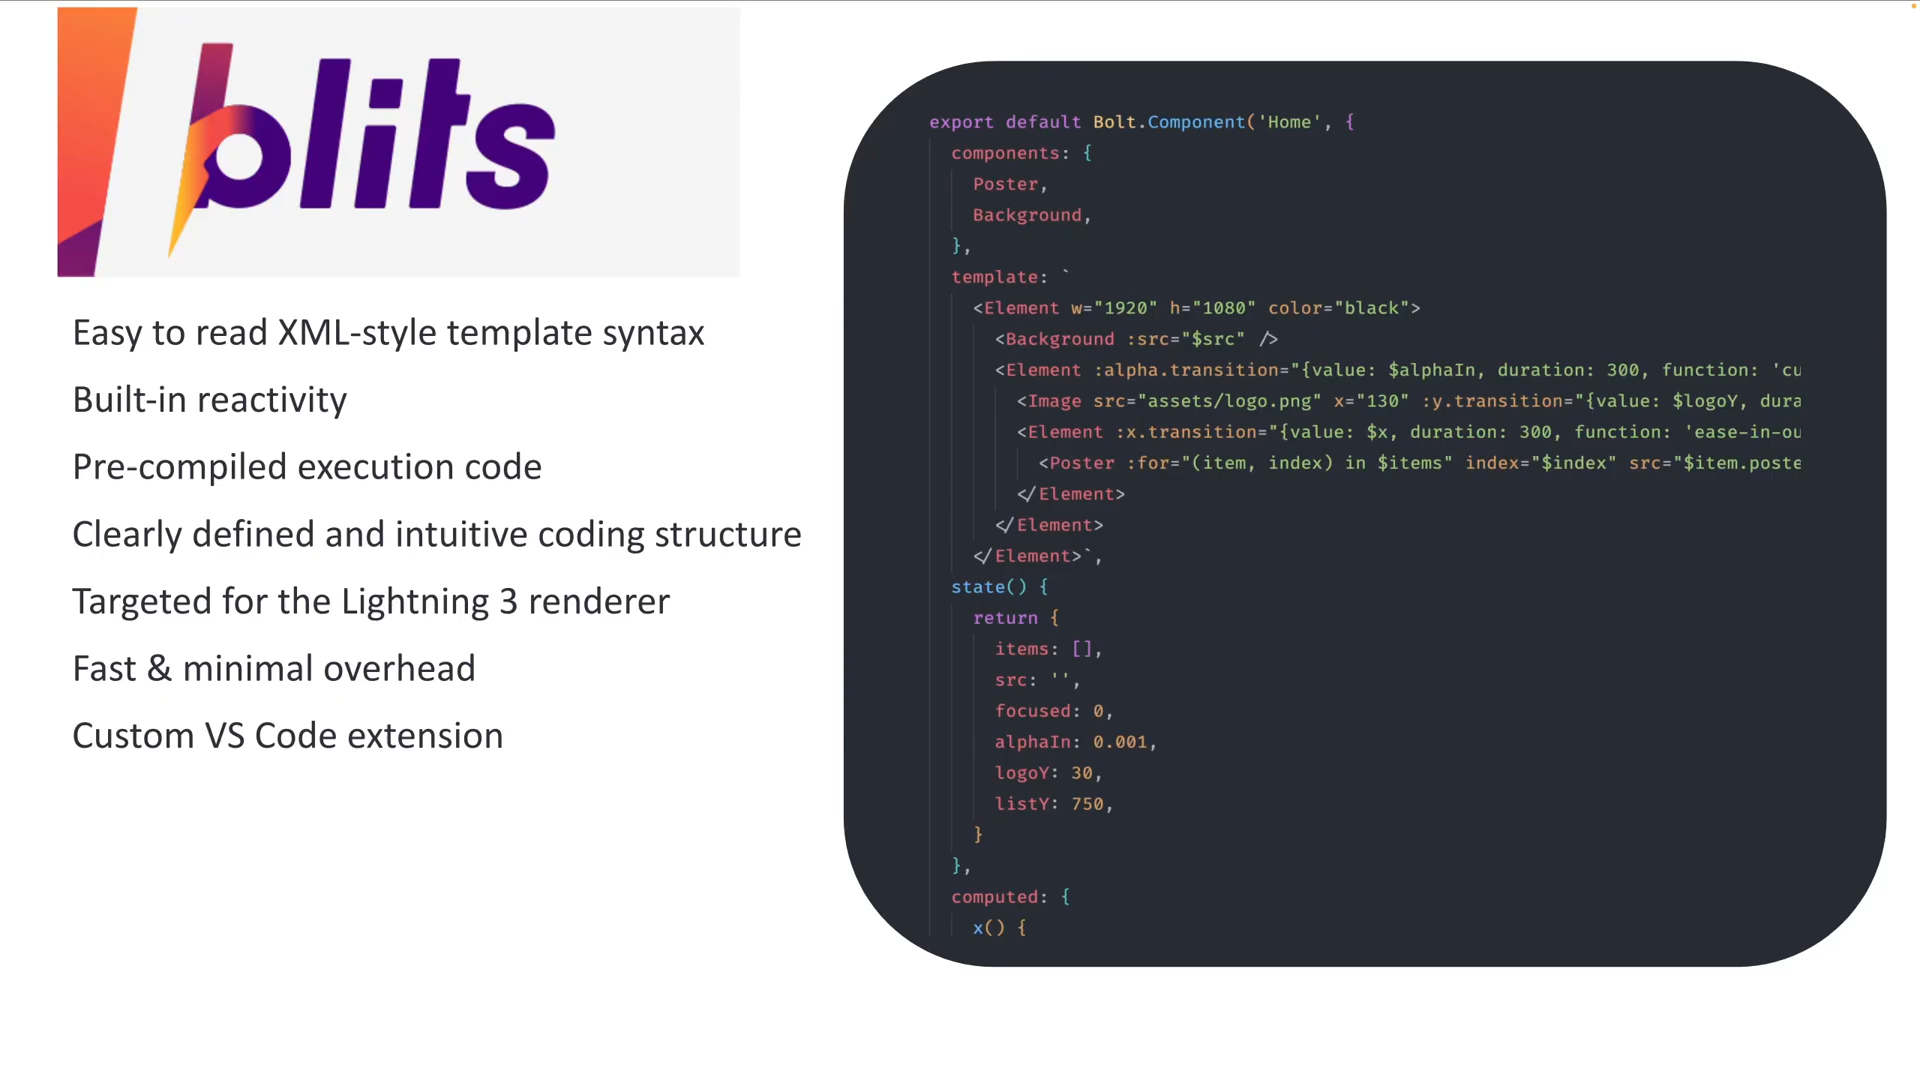 blits
Easy to read XML-style template syntax
Built-in reactivity
Pre-compiled execution code
Clearly defined and intuitive coding structure
Targeted for the Lightning 3 renderer
Fast & minimal overhead
Custom VS Code extension
export default Bolt.Component('Home', {
components: {
Poster,
Background,
},
template: `
<Element w="1920" h="1080" color="black">
<Background :src="$src" />
<Element :alpha.transition="{value: $alphaIn, duration: 300, function: 'cu
<Image src="assets/logo.png" x="130" :y.transition="{value: $logoY, dura
<Element :x.transition="{value: $x, duration: 300, function: 'ease-in-ou
<Poster :for="(item, index) in $items" index="$index" src="$item.poste
</Element>
</Element>
</Element>`,
state() {
return {
items: [],
src: '',
focused: 0,
alphaIn: 0.001,
logoY: 30,
listY: 750,
}
},
computed: {
x() {